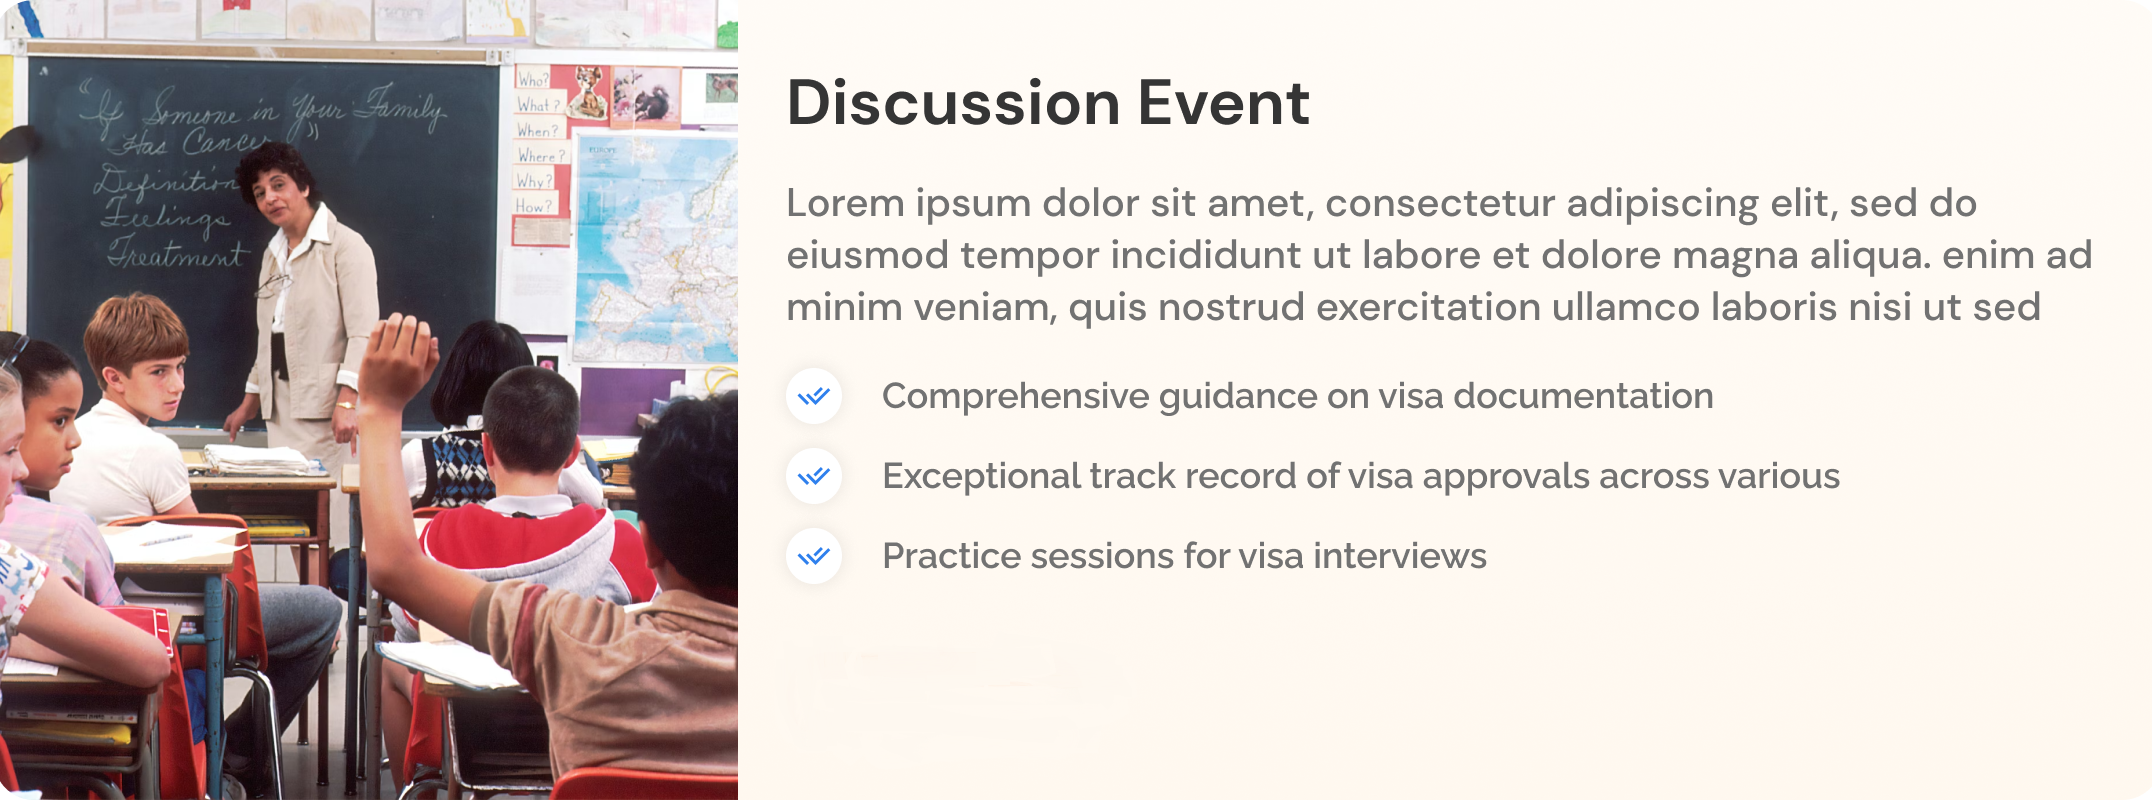 "If Someone in Your Family
Has Cancer"
Definition
Feelings
Treatment
Who?
What?
When?
Where?
Why?
How?
EUROPE
Discussion Event
Lorem ipsum dolor sit amet, consectetur adipiscing elit, sed do
eiusmod tempor incididunt ut labore et dolore magna aliqua. enim ad
minim veniam, quis nostrud exercitation ullamco laboris nisi ut sed
Comprehensive guidance on visa documentation
Exceptional track record of visa approvals across various
Practice sessions for visa interviews